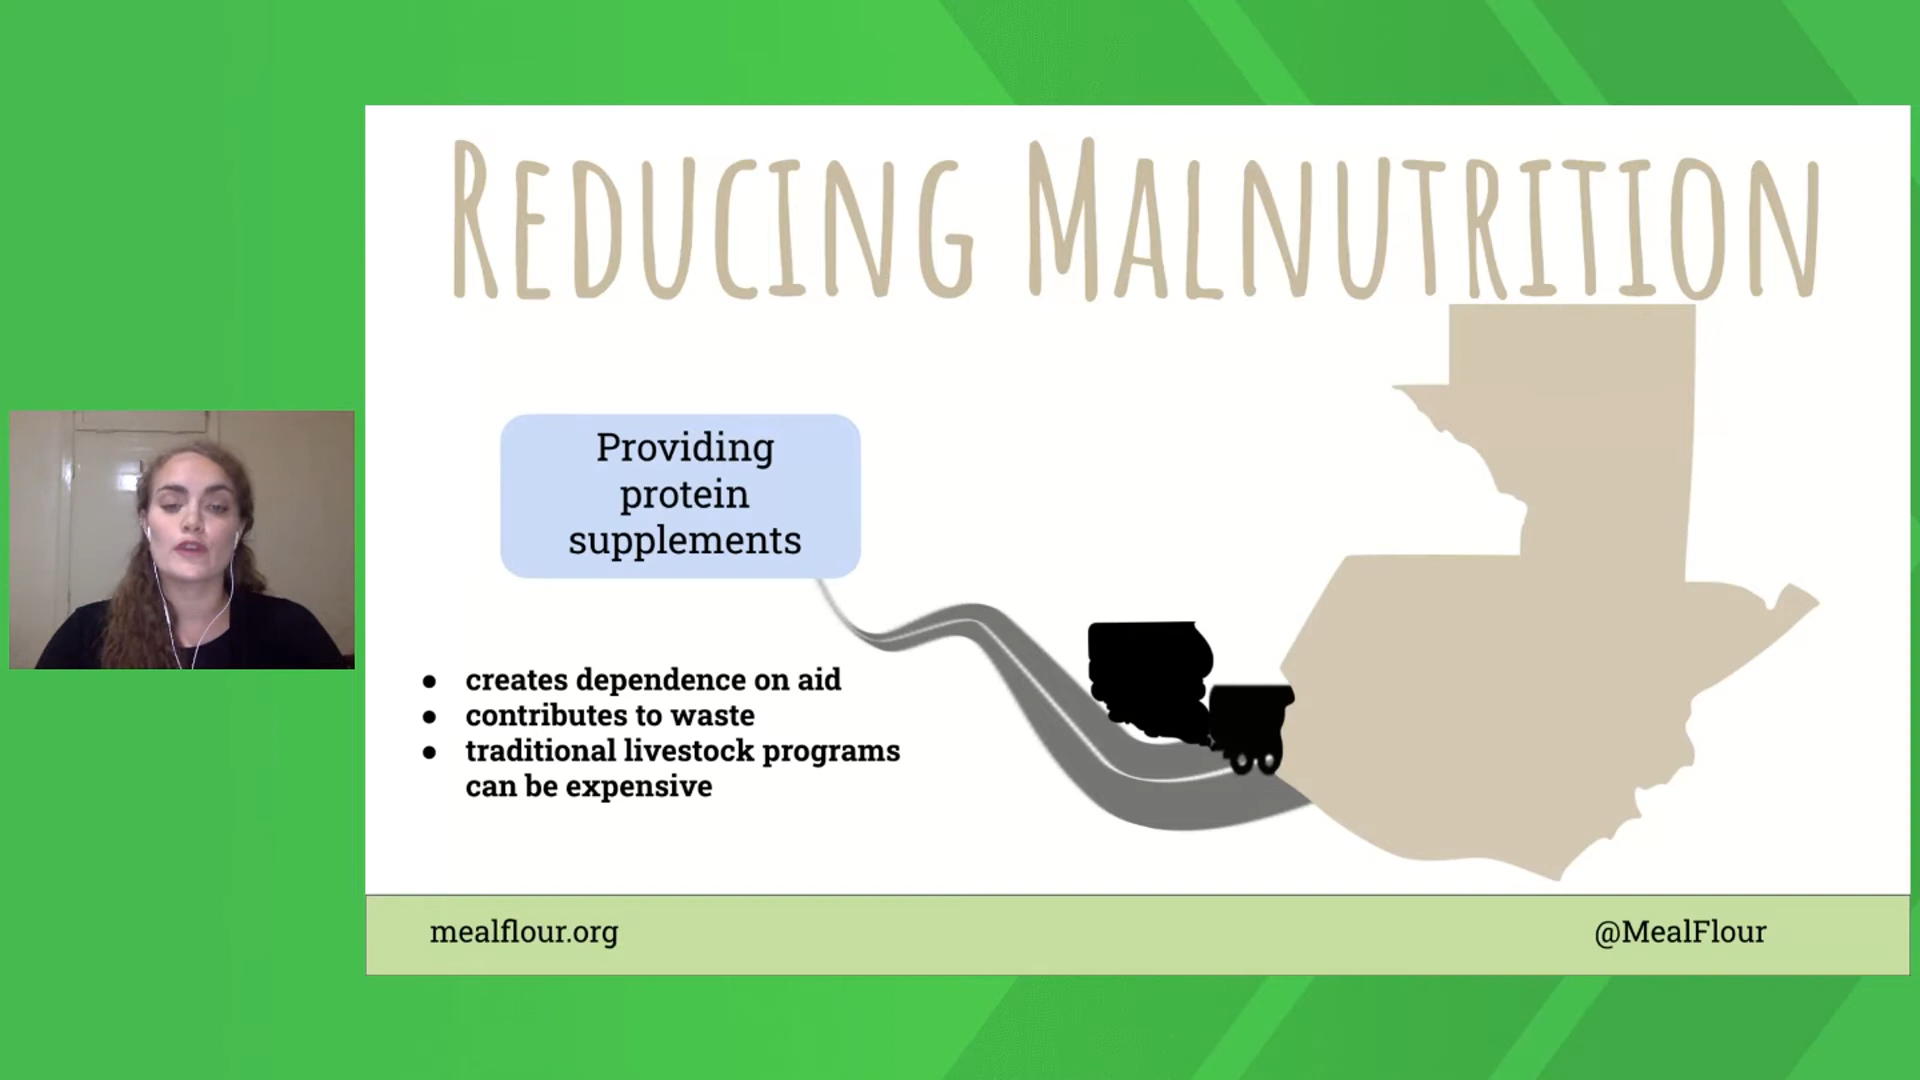 REDUCING MALNUTRITION
Providing
protein
supplements
● creates dependence on aid
● contributes to waste
● traditional livestock programs
can be expensive
mealflour.org
@MealFlour